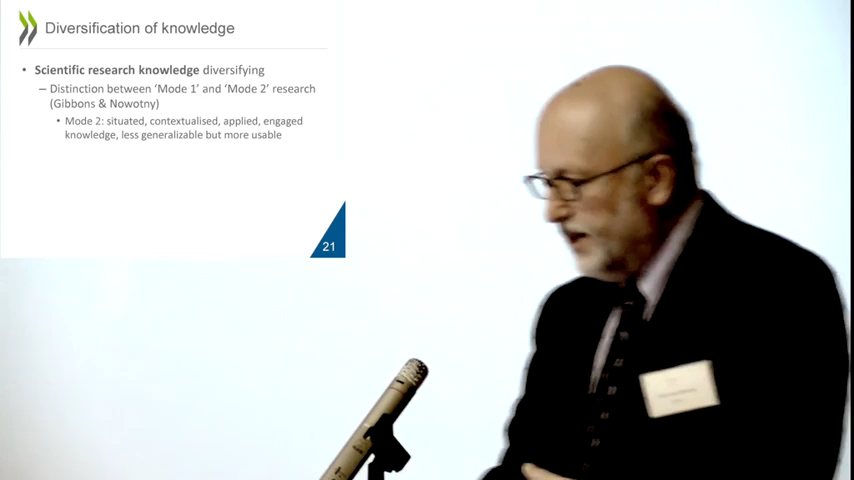 Diversification of knowledge
• Scientific research knowledge diversifying
– Distinction between ‘Mode 1’ and ‘Mode 2’ research
(Gibbons & Nowotny)
• Mode 2: situated, contextualised, applied, engaged
knowledge, less generalizable but more usable
21